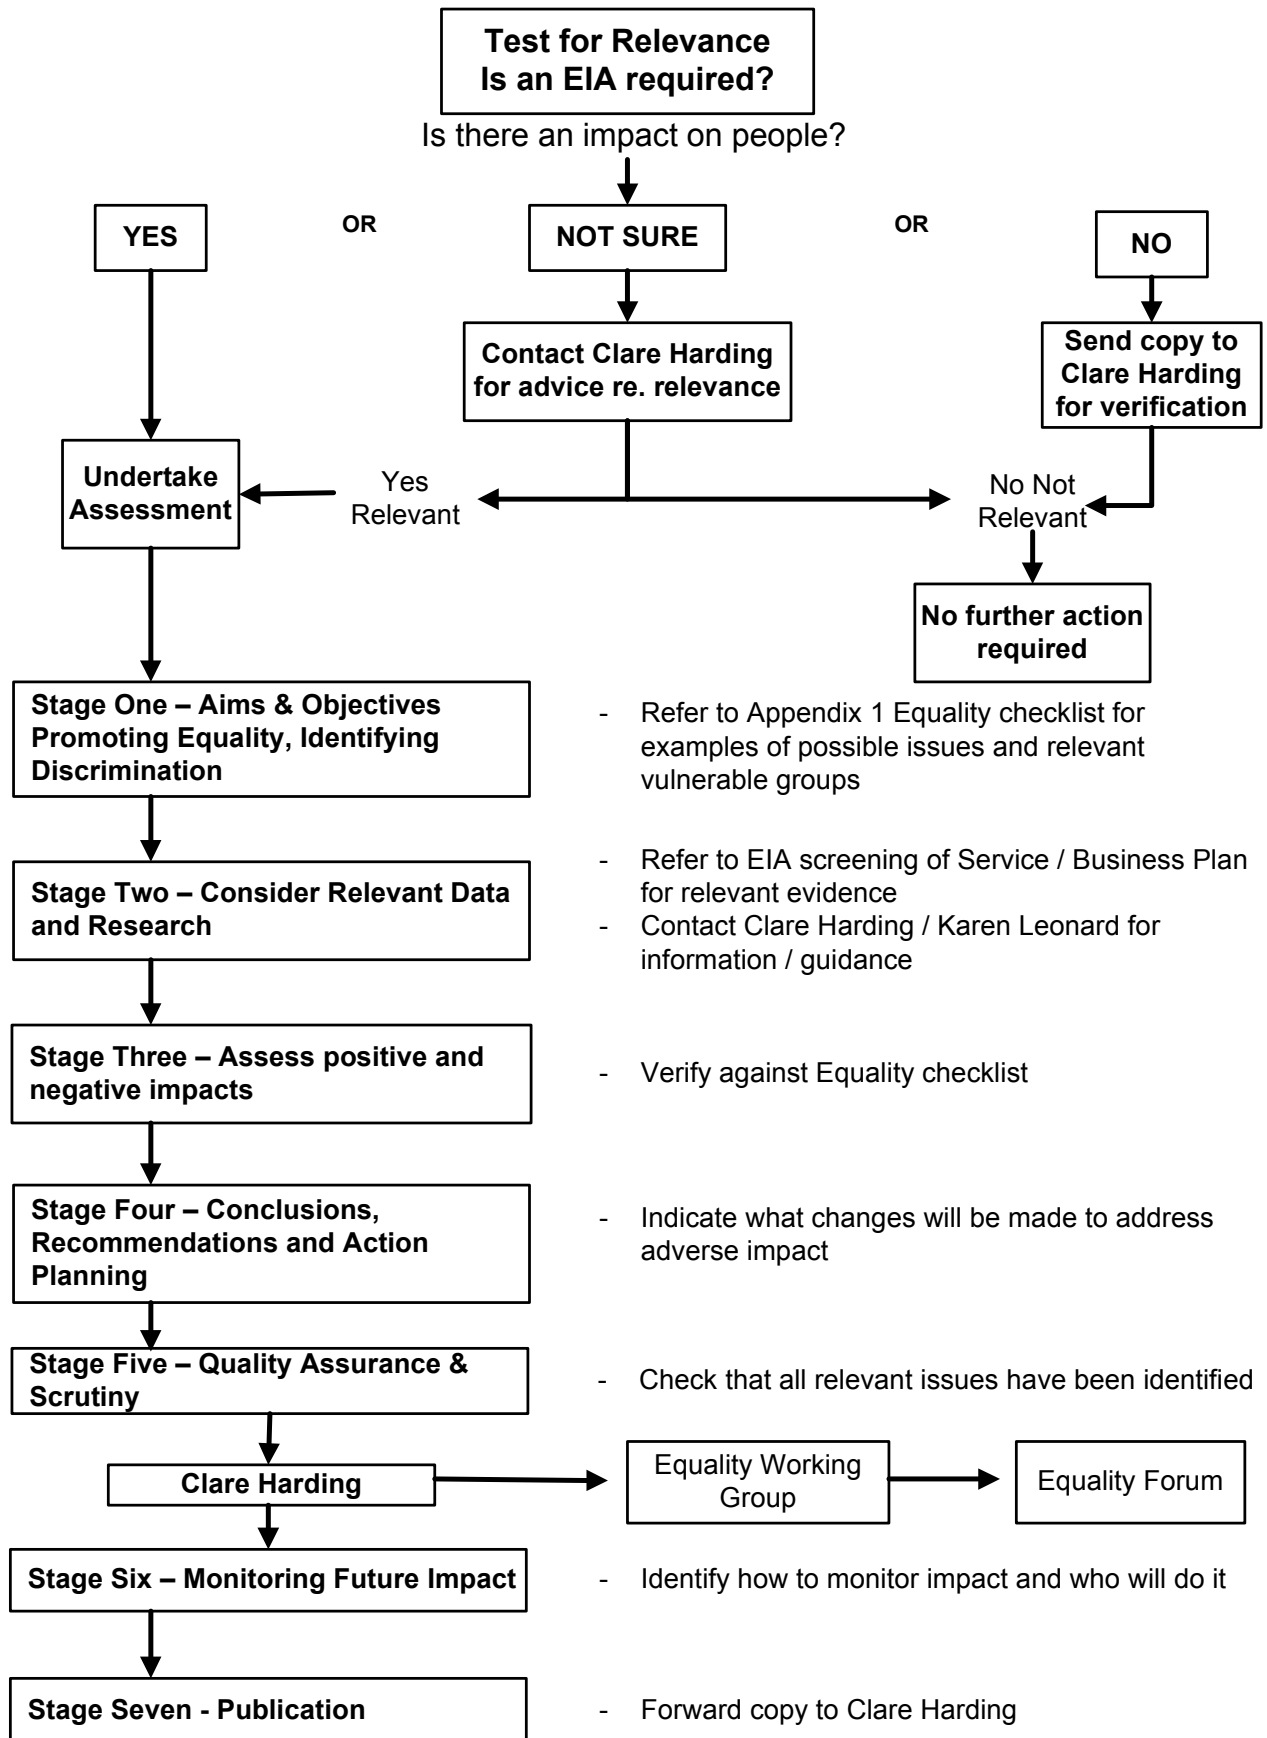 Test for Relevance
Is an EIA required?
Is there an impact on people?
YES
OR
NOT SURE
OR
NO
Contact Clare Harding
for advice re. relevance
Send copy to
Clare Harding
for verification
Undertake
Assessment
Yes
Relevant
No Not
Relevant
No further action
required
Stage One – Aims & Objectives
Promoting Equality, Identifying
Discrimination
- Refer to Appendix 1 Equality checklist for
examples of possible issues and relevant
vulnerable groups
Stage Two – Consider Relevant Data
and Research
- Refer to EIA screening of Service / Business Plan
for relevant evidence
- Contact Clare Harding / Karen Leonard for
information / guidance
Stage Three – Assess positive and
negative impacts
- Verify against Equality checklist
Stage Four – Conclusions,
Recommendations and Action
Planning
- Indicate what changes will be made to address
adverse impact
Stage Five – Quality Assurance &
Scrutiny
- Check that all relevant issues have been identified
Clare Harding
Equality Working
Group
Equality Forum
Stage Six – Monitoring Future Impact
- Identify how to monitor impact and who will do it
Stage Seven - Publication
- Forward copy to Clare Harding